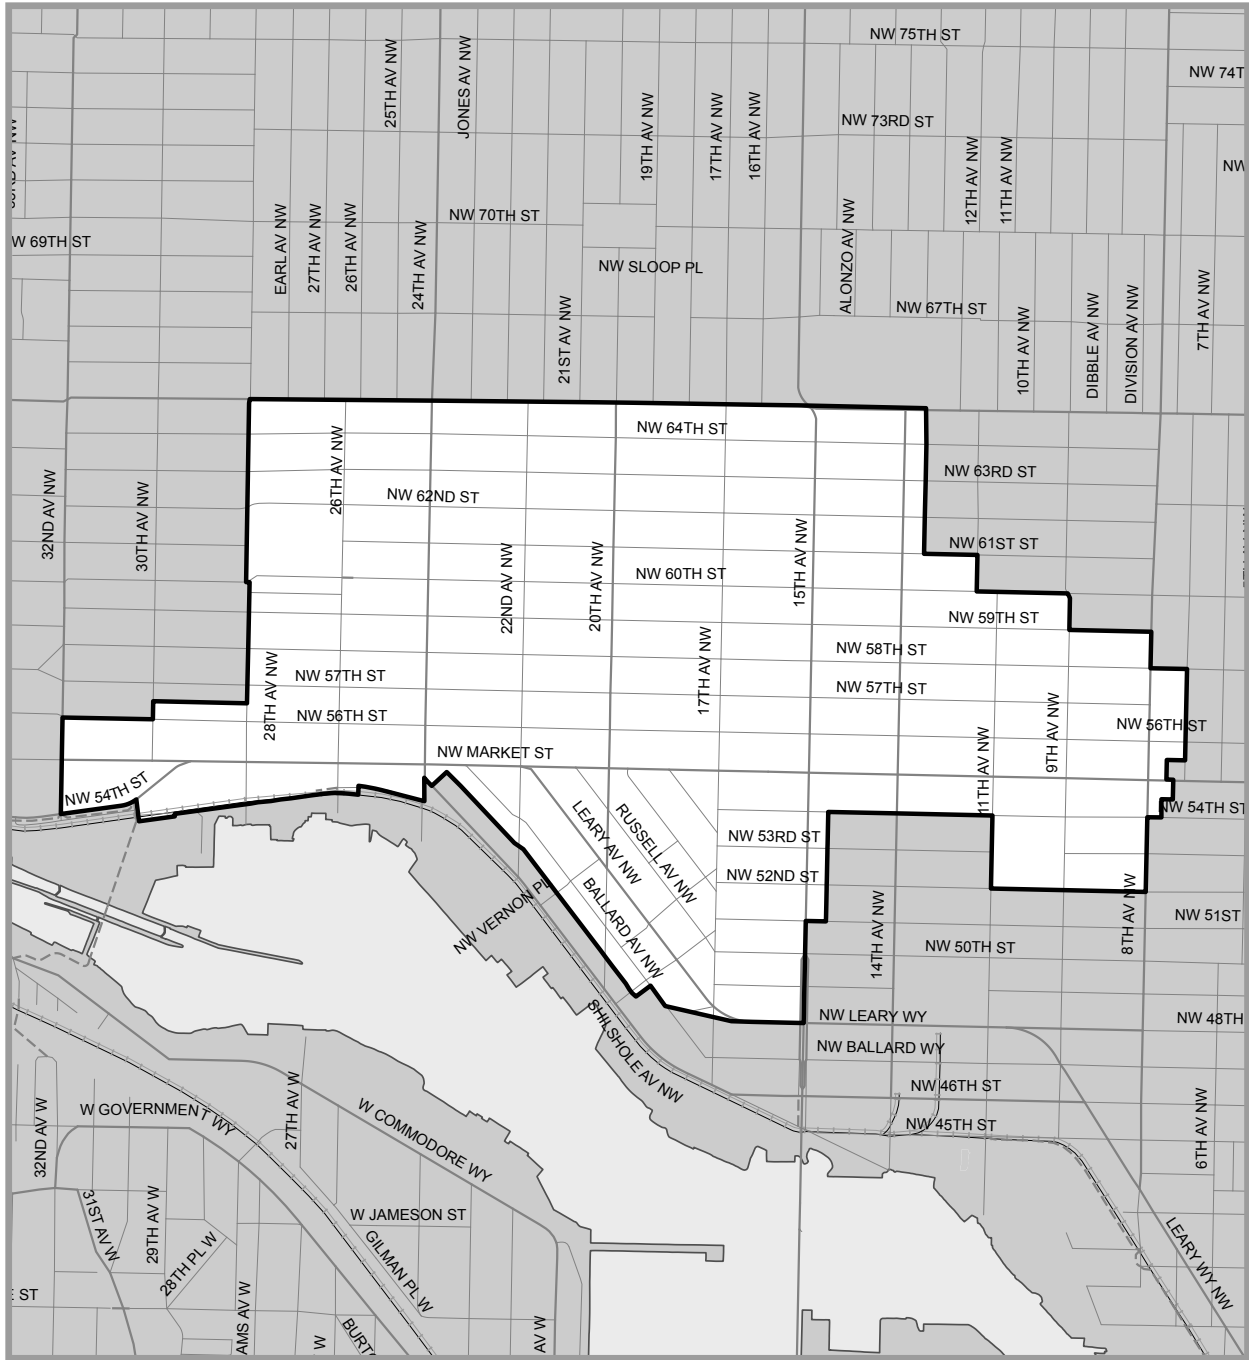 NW 75TH ST
NW 74T
25TH AV NW
JONES AV NW
19TH AV NW
17TH AV NW
16TH AV NW
NW 73RD ST
12TH AV NW
11TH AV NW
NW
W 69TH ST
EARL AV NW
27TH AV NW
26TH AV NW
24TH AV NW
NW 70TH ST
NW SLOOP PL
ALONZO AV NW
NW 67TH ST
21ST AV NW
10TH AV NW
DIBBLE AV NW
DIVISION AV NW
7TH AV NW
NW 64TH ST
32ND AV NW
30TH AV NW
26TH AV NW
NW 62ND ST
NW 63RD ST
NW 61ST ST
22ND AV NW
20TH AV NW
NW 60TH ST
15TH AV NW
NW 59TH ST
28TH AV NW
NW 57TH ST
17TH AV NW
NW 58TH ST
NW 57TH ST
NW 56TH ST
9TH AV NW
NW 56TH ST
11TH AV NW
NW MARKET ST
NW 54TH ST
NW 54TH ST
LEARY AV NW
RUSSELL AV NW
NW 53RD ST
NW 52ND ST
BALLARD AV NW
NW VERNON PL
14TH AV NW
8TH AV NW
NW 51ST
NW 50TH ST
SHILSHOLE AV NW
NW LEARY WY
NW 48TH
NW BALLARD WY
NW 46TH ST
NW 45TH ST
6TH AV NW
32ND AV W
W GOVERNMENT WY
27TH AV W
W COMMODORE WY
31ST AV W
29TH AV W
28TH PL W
W JAMESON ST
GILMAN PL W
LEARY WY NW
ST
AMS AV W
W
BURT
AV W